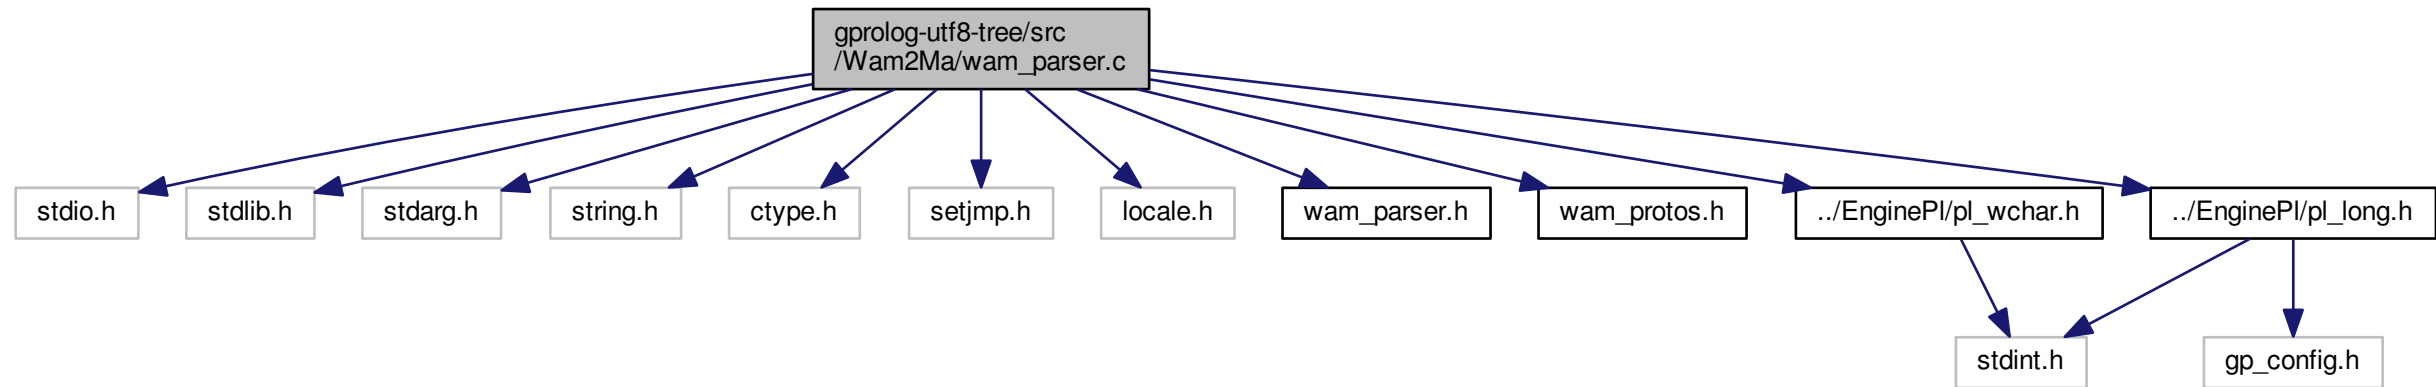 gprolog-utf8-tree/src
/Wam2Ma/wam_parser.c
stdio.h
stdlib.h
stdarg.h
string.h
ctype.h
setjmp.h
locale.h
wam_parser.h
wam_protos.h
../EnginePl/pl_wchar.h
../EnginePl/pl_long.h
stdint.h
gp_config.h